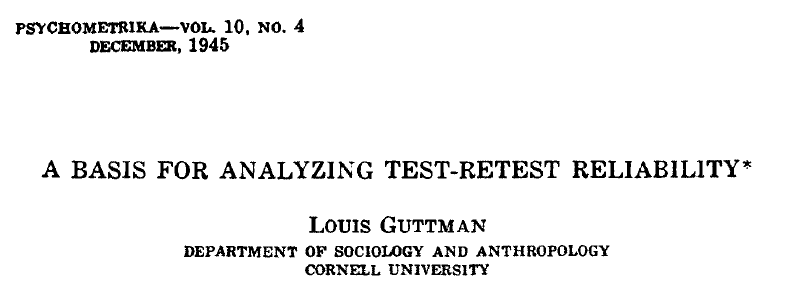 PSYCHOMETRIKA—VOL. 10, NO. 4
DECEMBER, 1945
A BASIS FOR ANALYZING TEST-RETEST RELIABILITY*
LOUIS GUTTMAN
DEPARTMENT OF SOCIOLOGY AND ANTHROPOLOGY
CORNELL UNIVERSITY